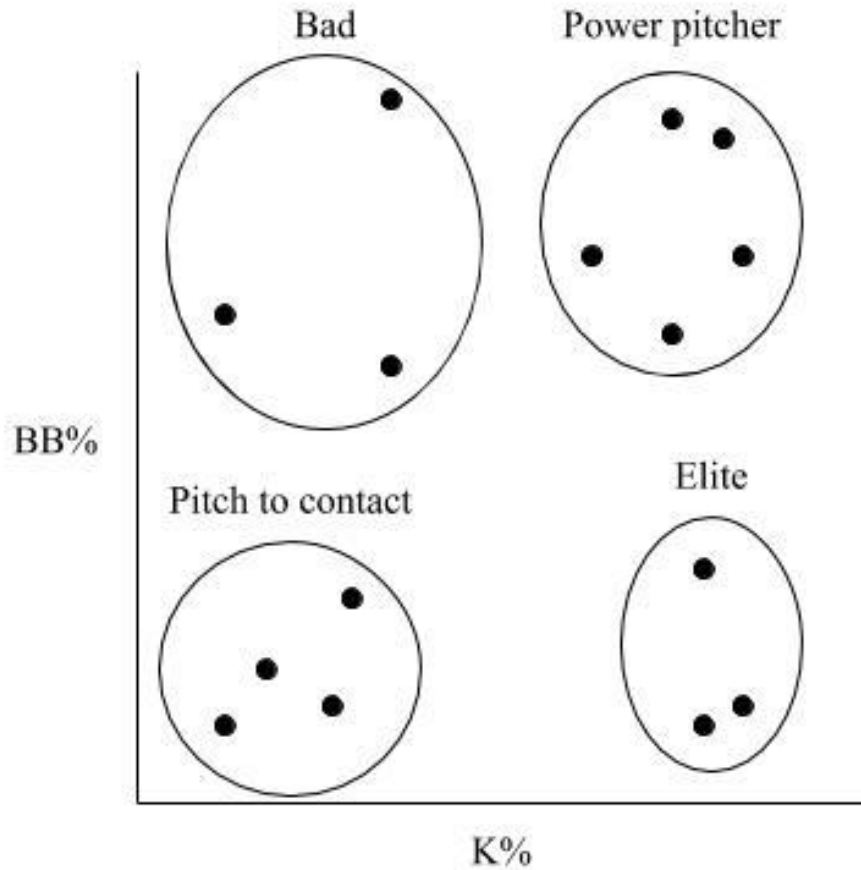 Bad
Power pitcher
BB%
Elite
Pitch to contact
K%